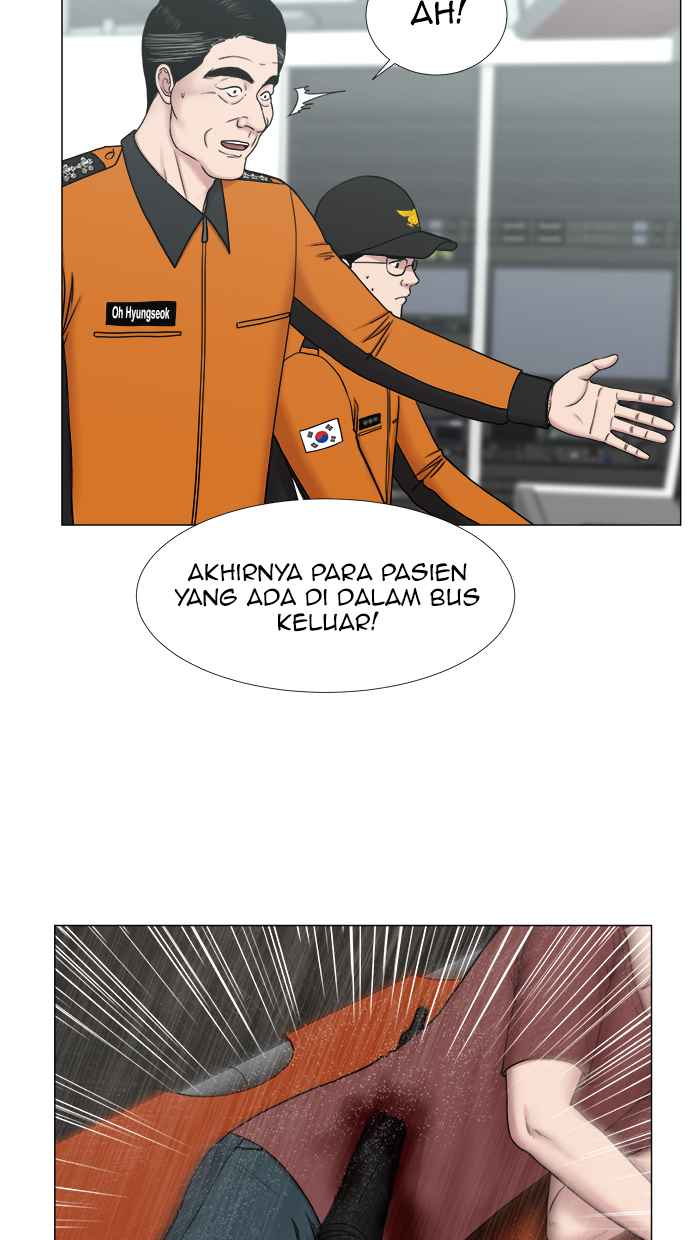 AH!
Oh Hyungseok
AKHIRNYA PARA PASIEN
YANG ADA DI DALAM BUS
KELUAR!